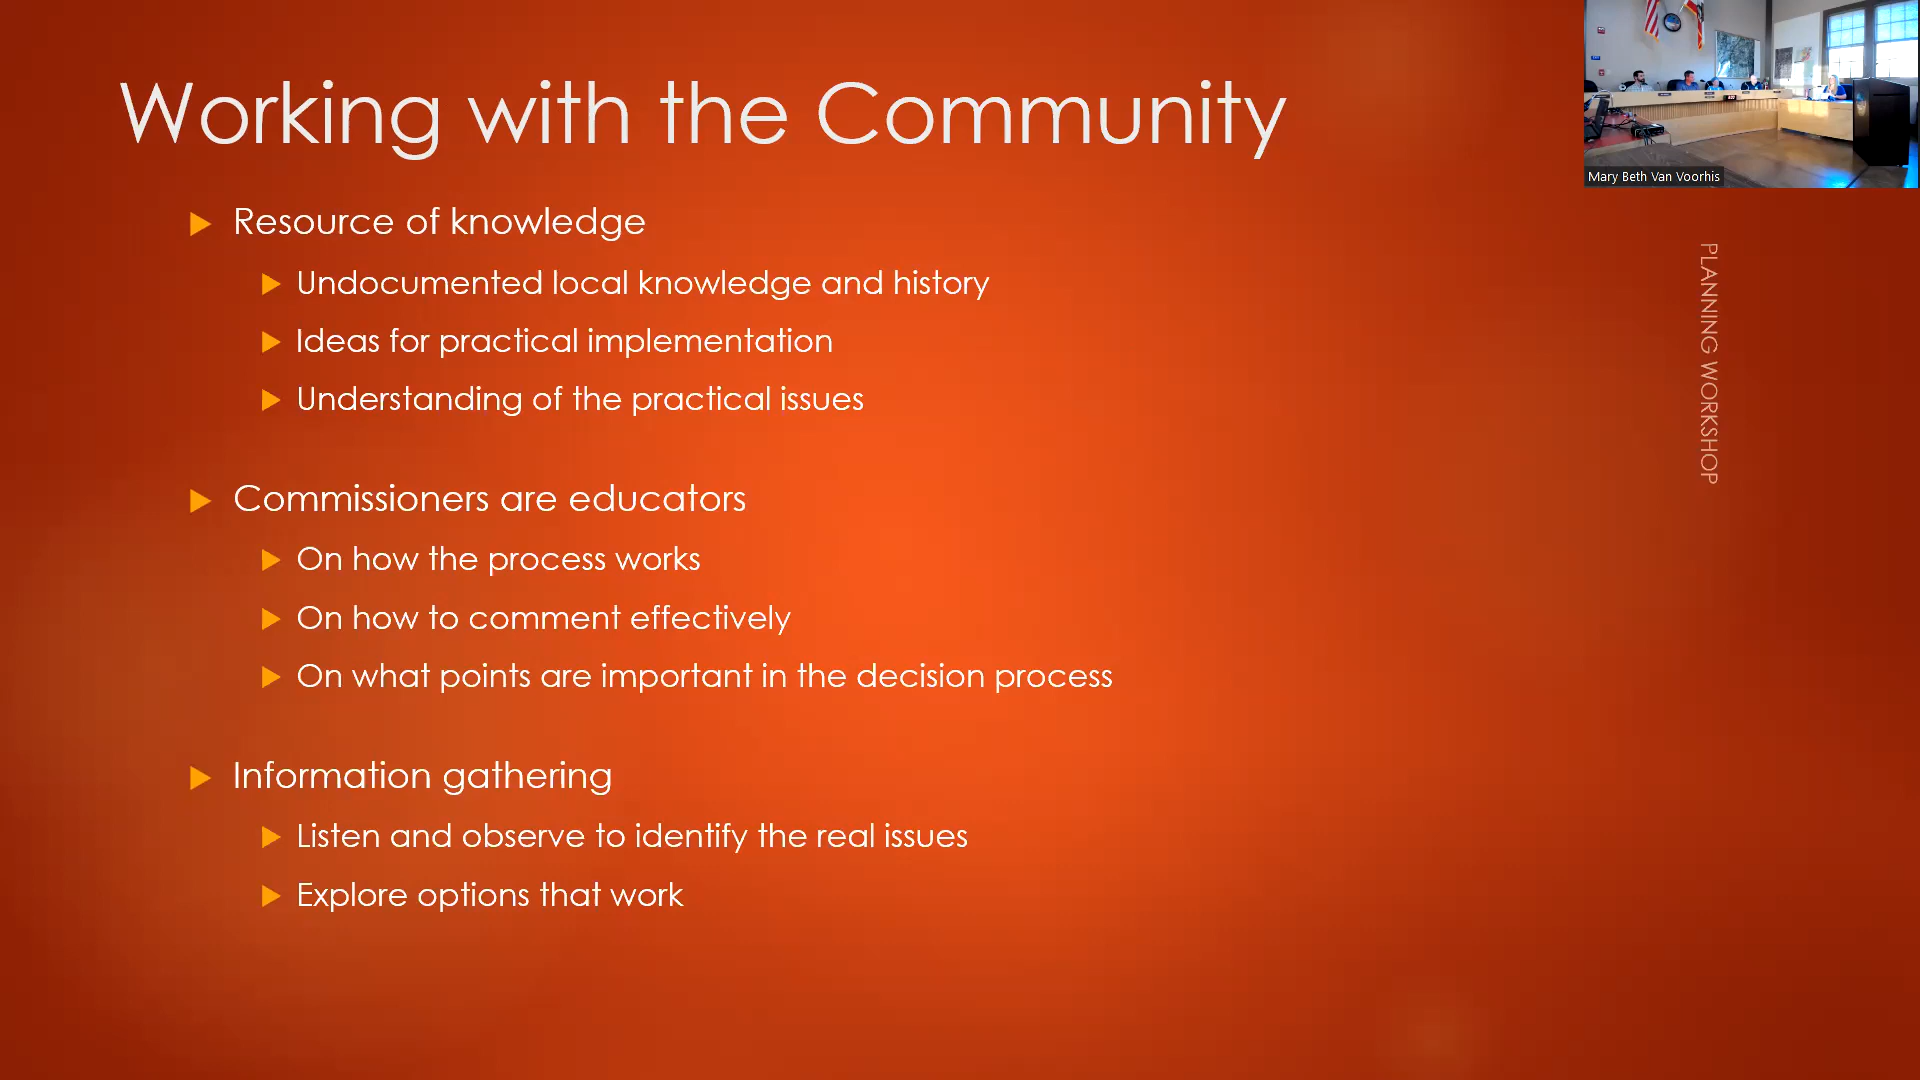 Working with the Community
Resource of knowledge
Undocumented local knowledge and history
Ideas for practical implementation
Understanding of the practical issues
Commissioners are educators
On how the process works
On how to comment effectively
On what points are important in the decision process
Information gathering
Listen and observe to identify the real issues
Explore options that work
Mary Beth Van Voorhis
PLANNING WORKSHOP